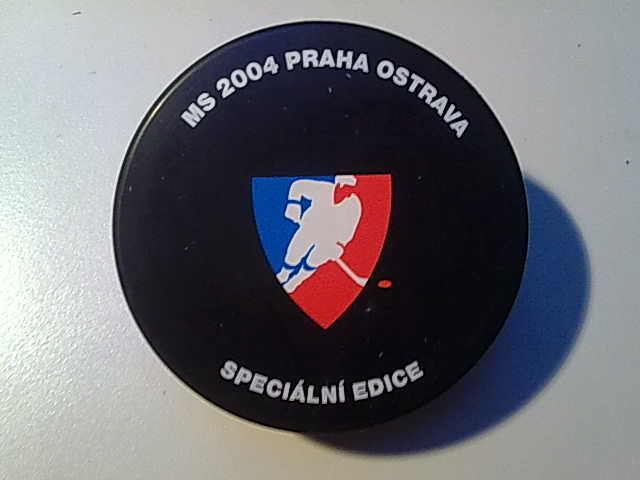 MS 2004 PRAHA OSTRAVA
SPECIÁLNÍ EDICE